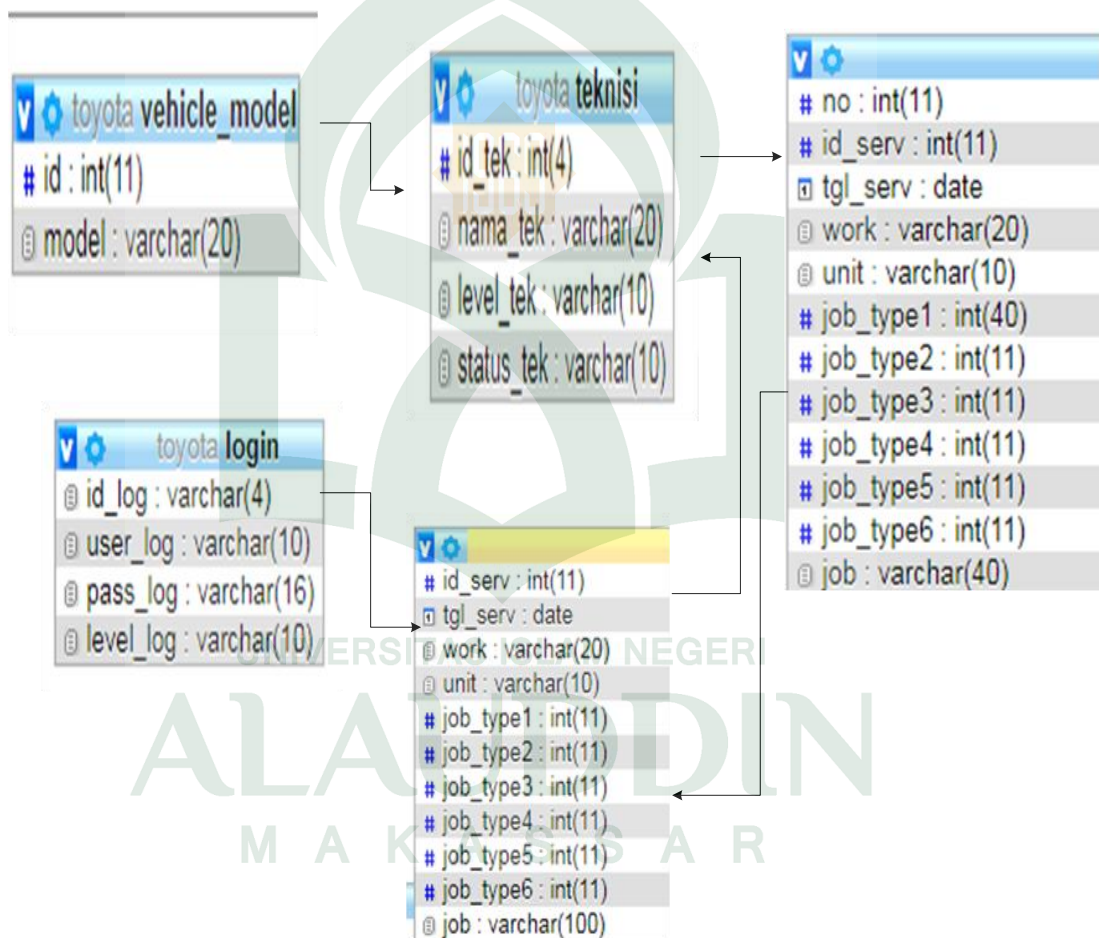 toyota vehicle_model
# id : int(11)
model : varchar(20)
toyota teknisi
# id_tek : int(4)
nama_tek : varchar(20)
level_tek : varchar(10)
status_tek : varchar(10)
# no : int(11)
# id_serv : int(11)
tgl_serv : date
work : varchar(20)
unit : varchar(10)
# job_type1 : int(40)
# job_type2 : int(11)
# job_type3 : int(11)
# job_type4 : int(11)
# job_type5 : int(11)
# job_type6 : int(11)
job : varchar(40)
toyota login
id_log : varchar(4)
user_log : varchar(10)
pass_log : varchar(16)
level_log : varchar(10)
# id_serv : int(11)
tgl_serv : date
work : varchar(20)
unit : varchar(10)
# job_type1 : int(11)
# job_type2 : int(11)
# job_type3 : int(11)
# job_type4 : int(11)
# job_type5 : int(11)
# job_type6 : int(11)
job : varchar(100)
UNIVERSITAS ISLAM NEGERI
ALAUDDIN
MAKASSAR